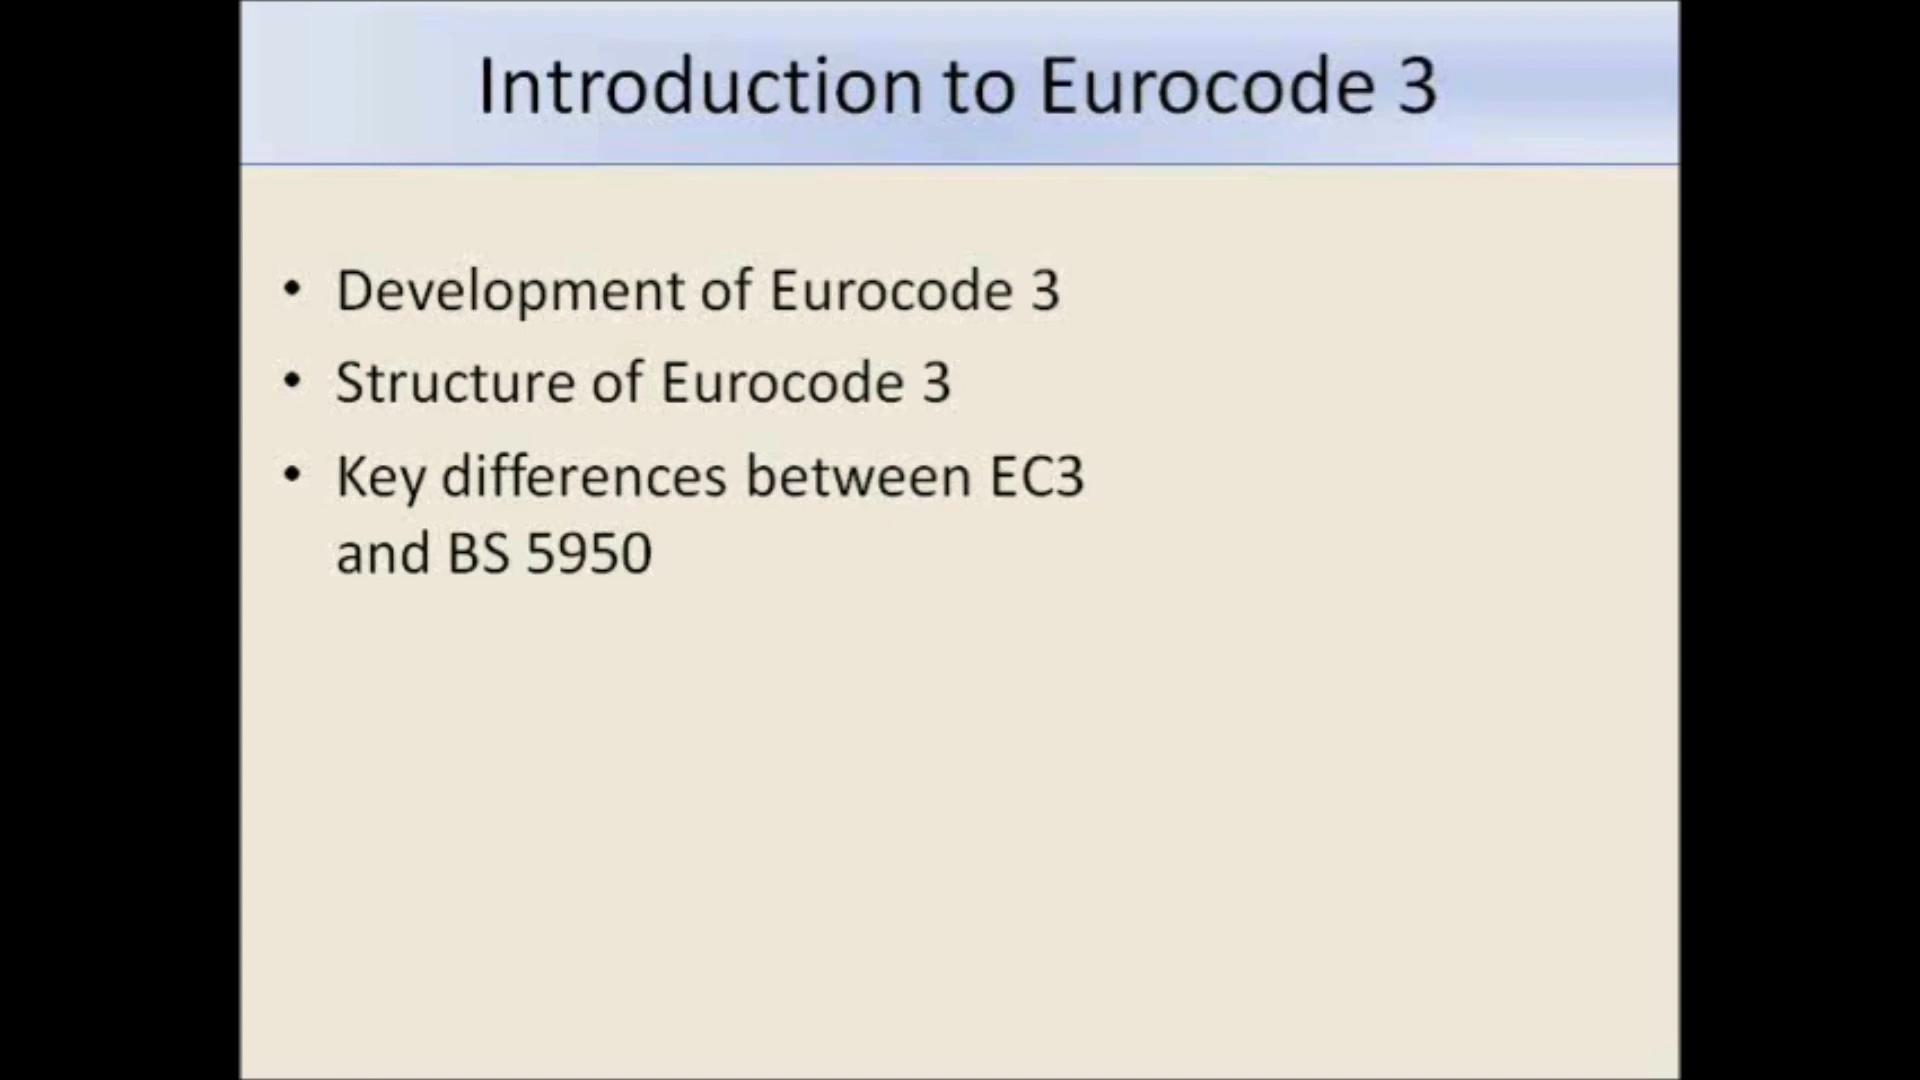 Introduction to Eurocode 3
• Development of Eurocode 3
• Structure of Eurocode 3
• Key differences between EC3
and BS 5950